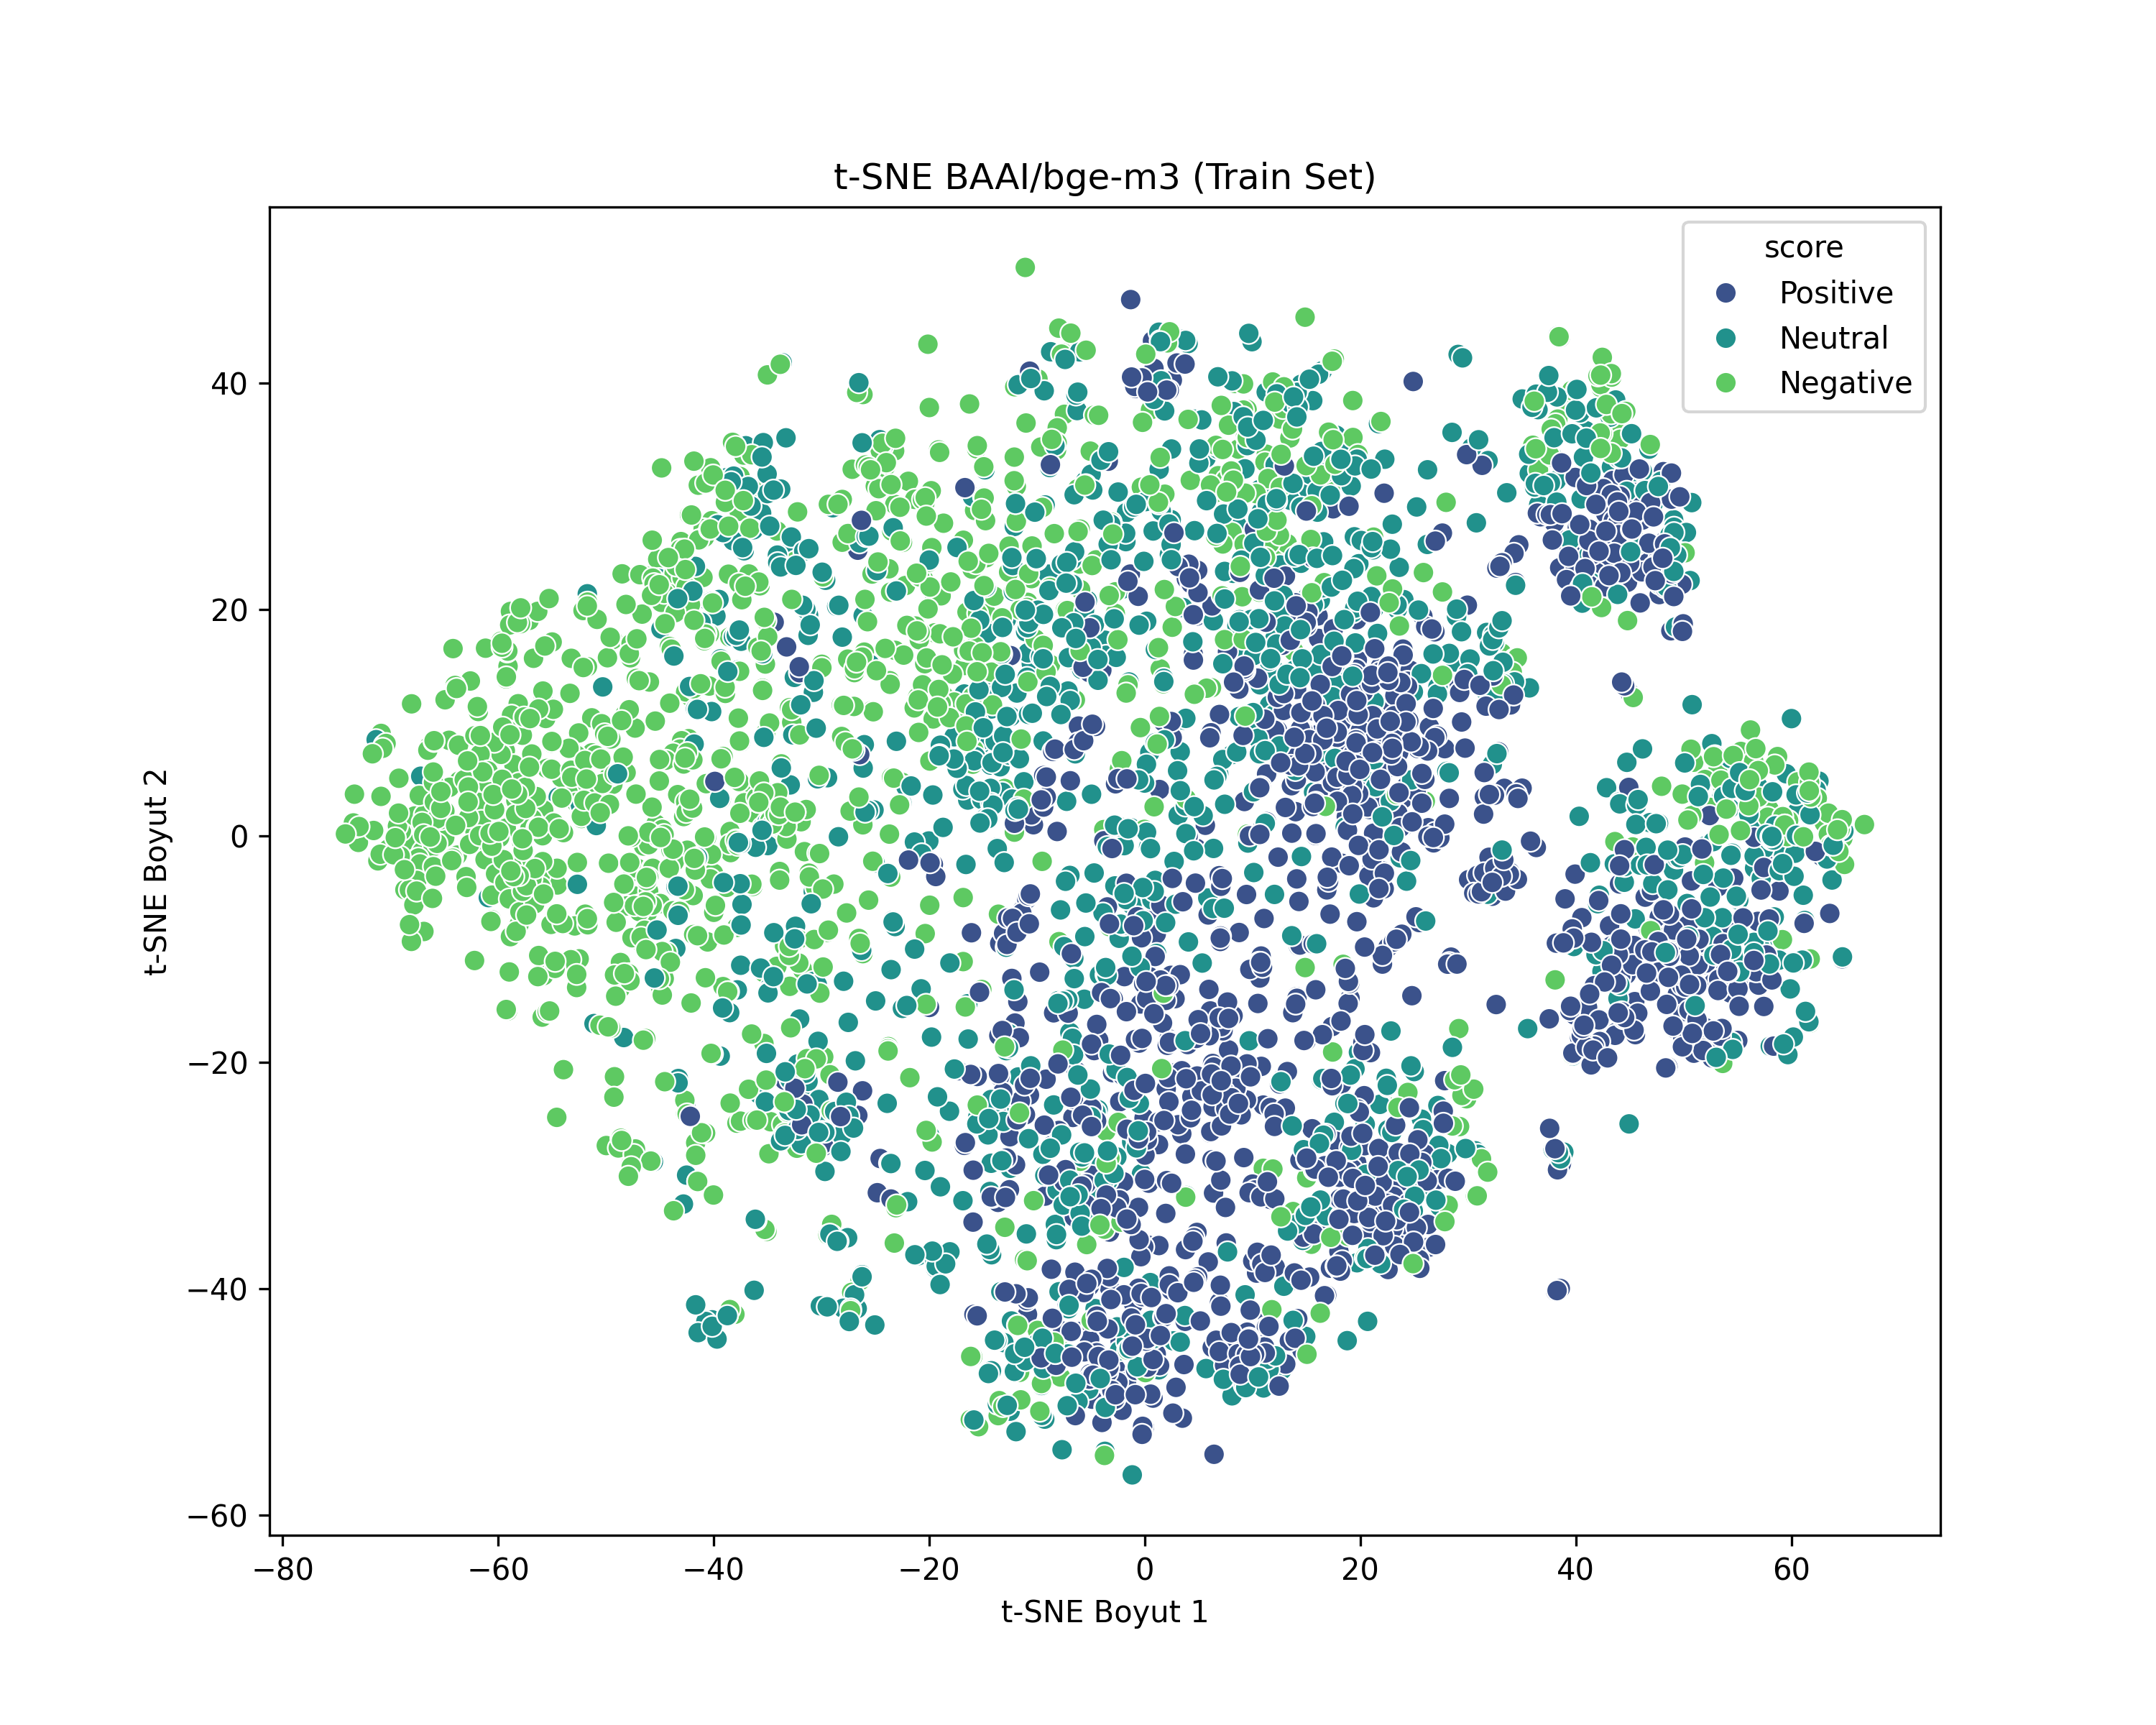 t-SNE BAAI/bge-m3 (Train Set)
score
Positive
Neutral
Negative
40
20
0
−20
−40
−60
t-SNE Boyut 2
−80
−60
−40
−20
0
20
40
60
t-SNE Boyut 1